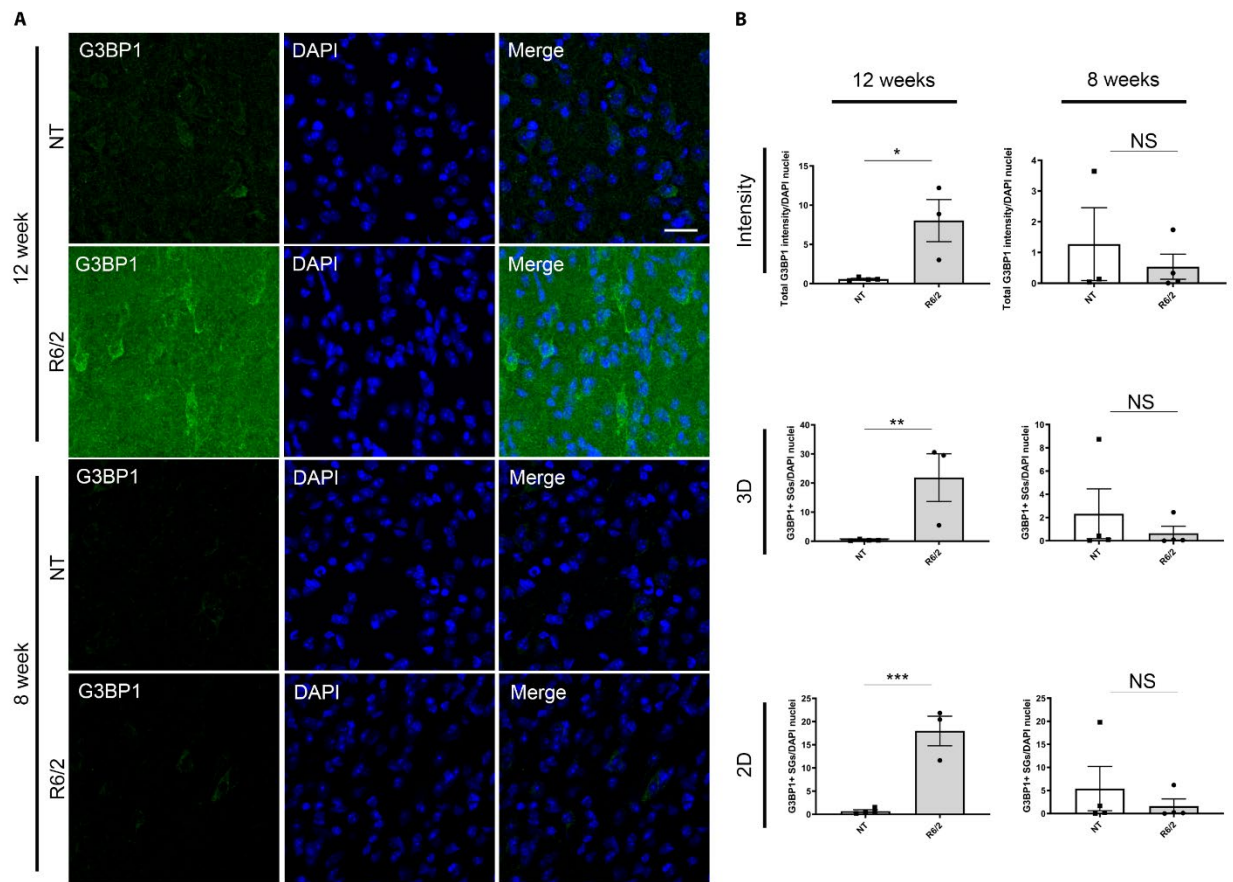 A
G3BP1
DAPI
Merge
NT
G3BP1
DAPI
Merge
R6/2
12 week
G3BP1
DAPI
Merge
NT
G3BP1
DAPI
Merge
R6/2
8 week
B
12 weeks
8 weeks
Intensity
Total G3BP1 intensity/DAPI nuclei
15
10
5
0
*
NT
R6/2
Total G3BP1 intensity/DAPI nuclei
4
3
2
1
0
NS
NT
R6/2
3D
G3BP1+ SGs/DAPI nuclei
40
30
20
10
0
**
NT
R6/2
G3BP1+ SGs/DAPI nuclei
10
8
6
4
2
0
NS
NT
R6/2
2D
G3BP1+ SGs/DAPI nuclei
25
20
15
10
5
0
***
NT
R6/2
G3BP1+ SGs/DAPI nuclei
25
20
15
10
5
0
NS
NT
R6/2